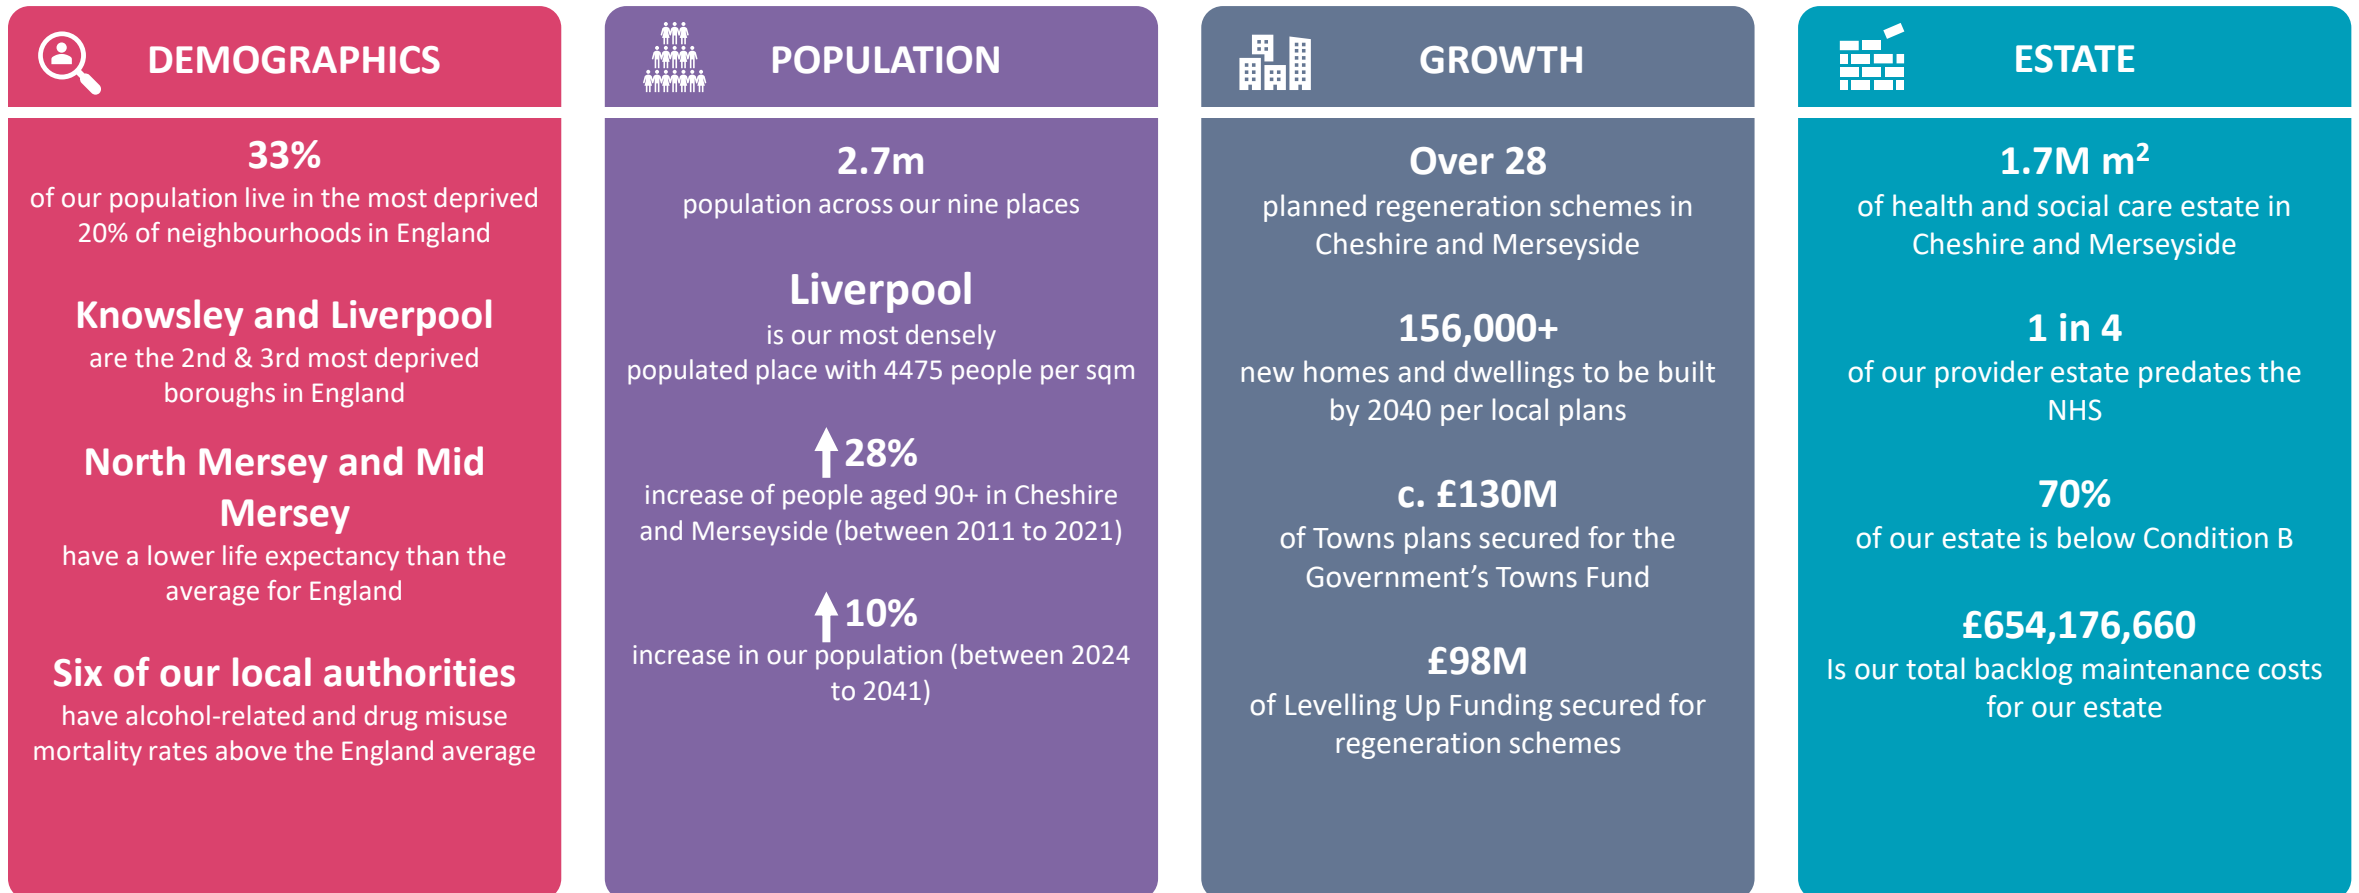 DEMOGRAPHICS
33%
of our population live in the most deprived
20% of neighbourhoods in England
Knowsley and Liverpool
are the 2nd & 3rd most deprived
boroughs in England
North Mersey and Mid
Mersey
have a lower life expectancy than the
average for England
Six of our local authorities
have alcohol-related and drug misuse
mortality rates above the England average
POPULATION
2.7m
population across our nine places
Liverpool
is our most densely
populated place with 4475 people per sqm
28%
increase of people aged 90+ in Cheshire
and Merseyside (between 2011 to 2021)
10%
increase in our population (between 2024
to 2041)
GROWTH
Over 28
planned regeneration schemes in
Cheshire and Merseyside
156,000+
new homes and dwellings to be built
by 2040 per local plans
c. £130M
of Towns plans secured for the
Government’s Towns Fund
£98M
of Levelling Up Funding secured for
regeneration schemes
ESTATE
1.7M m²
of health and social care estate in
Cheshire and Merseyside
1 in 4
of our provider estate predates the
NHS
70%
of our estate is below Condition B
£654,176,660
Is our total backlog maintenance costs
for our estate